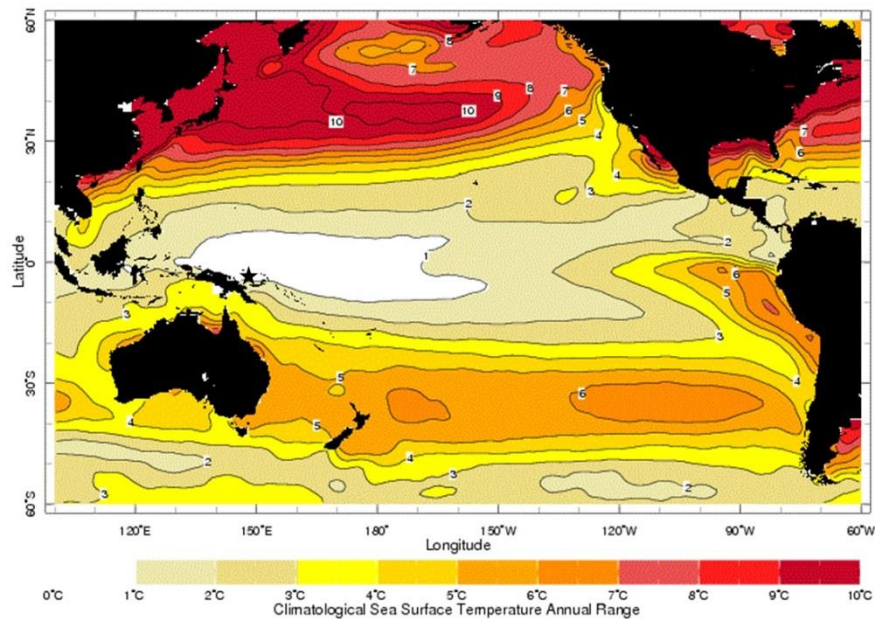 60°N
30°N
0°
30°S
60°S
Latitude
8
7
9
8
7
10
10
6
5
4
4
3
2
1
2
7
6
6
5
3
4
3
5
6
5
4
4
3
2
3
2
120°E
150°E
180°
150°W
120°W
90°W
60°W
Longitude
0°C
1°C
2°C
3°C
4°C
5°C
6°C
7°C
8°C
9°C
10°C
Climatological Sea Surface Temperature Annual Range